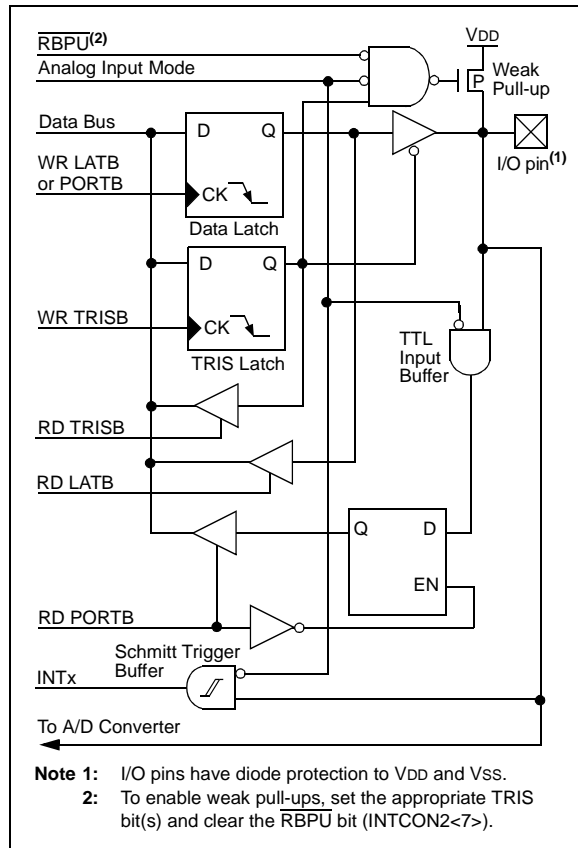 RBPU(2)
VDD
Analog Input Mode
P
Weak
Pull-up
Data Bus
D
Q
I/O pin(1)
WR LATB
or PORTB
CK
Data Latch
D
Q
WR TRISB
CK
TRIS Latch
TTL
Input
Buffer
RD TRISB
RD LATB
Q
D
EN
RD PORTB
Schmitt Trigger
Buffer
INTx
To A/D Converter
Note 1: I/O pins have diode protection to VDD and VSS.
2: To enable weak pull-ups, set the appropriate TRIS
bit(s) and clear the RBPU bit (INTCON2<7>).